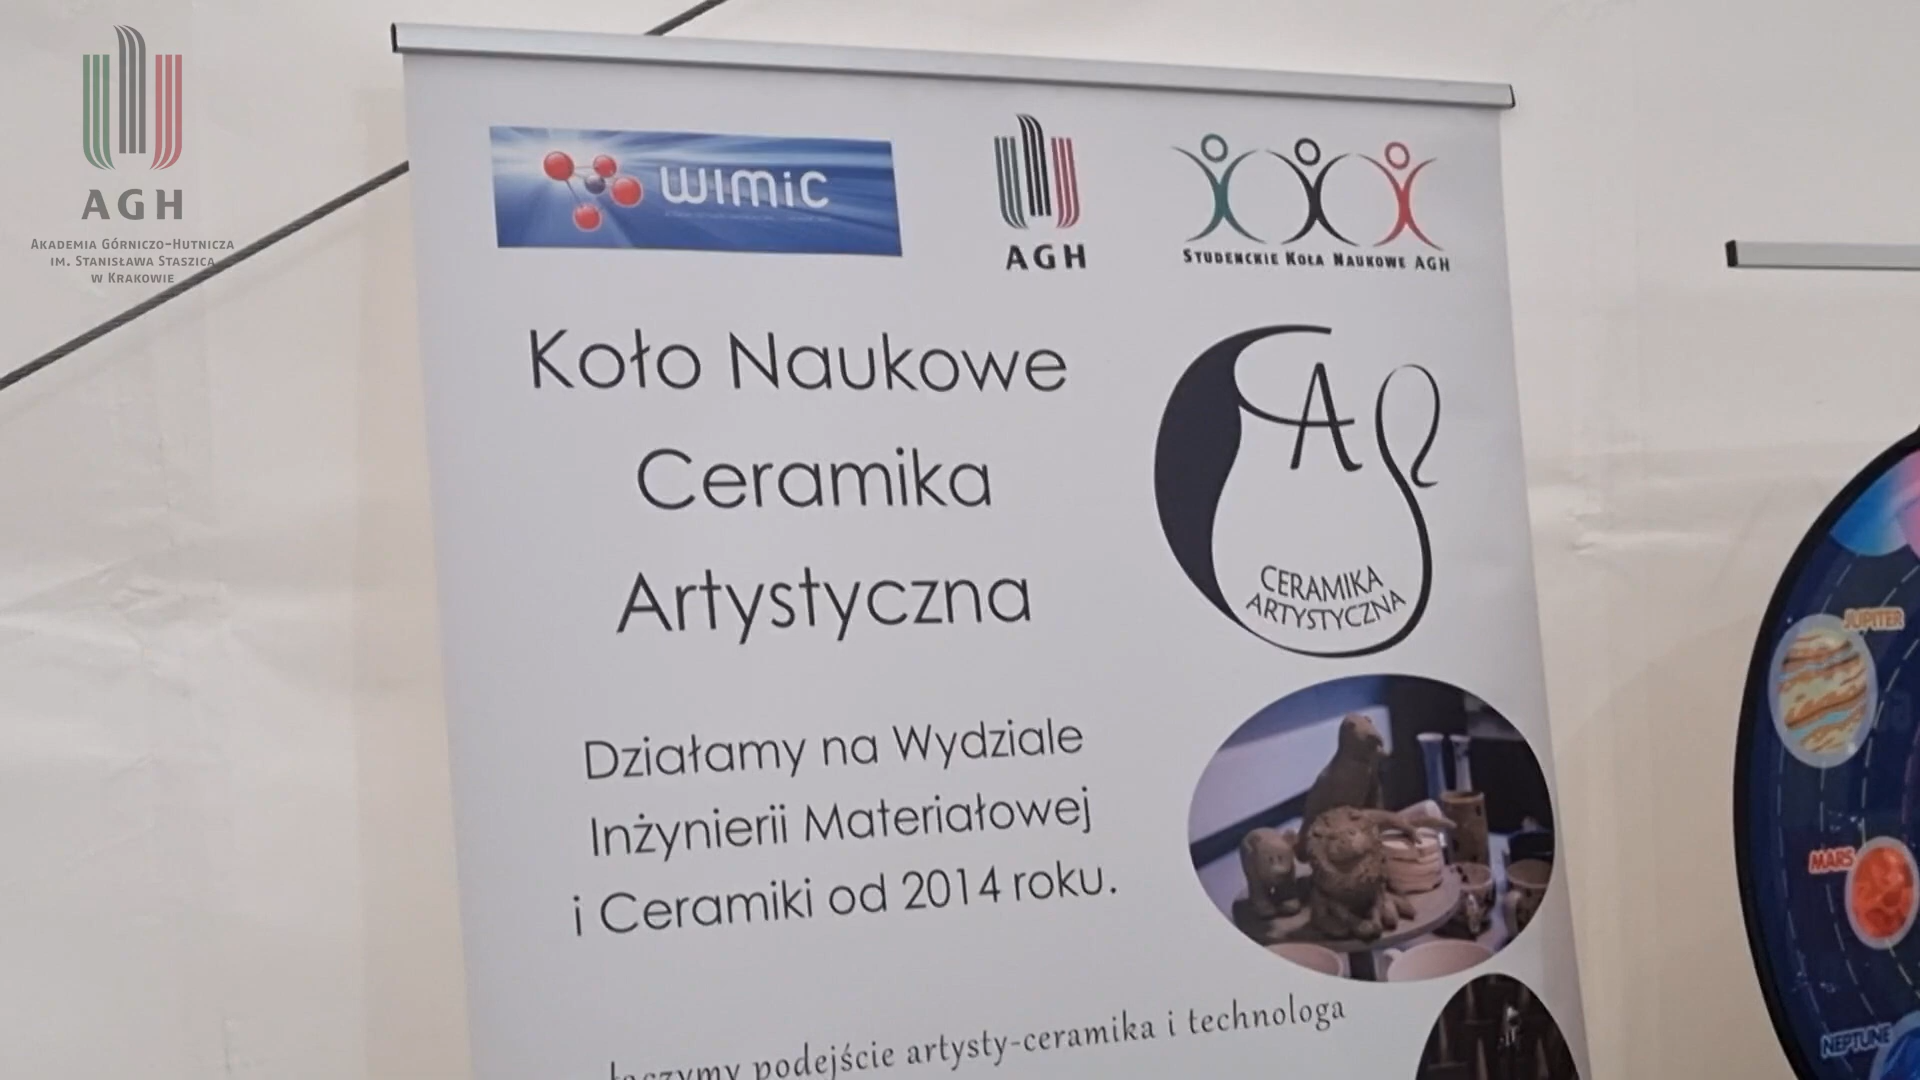 AGH
AKADEMIA GÓRNICZO-HUTNICZA
IM. STANISŁAWA STASZICA
W KRAKOWIE
WIMiC
AGH
STUDENCKIE KOŁA NAUKOWE AGH
Koło Naukowe
Ceramika
Artystyczna
CA
CERAMIKA
ARTYSTYCZNA
Działamy na Wydziale
Inżynierii Materiałowej
i Ceramiki od 2014 roku.
łączymy podejście artysty-ceramika i technologa
JUPITER
MARS
NEPTUNE